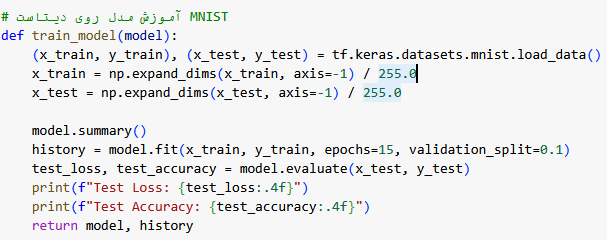 # آموزش مدل روی دیتاست MNIST
def train_model(model):
    (x_train, y_train), (x_test, y_test) = tf.keras.datasets.mnist.load_data()
    x_train = np.expand_dims(x_train, axis=-1) / 255.0
    x_test = np.expand_dims(x_test, axis=-1) / 255.0
    model.summary()
    history = model.fit(x_train, y_train, epochs=15, validation_split=0.1)
    test_loss, test_accuracy = model.evaluate(x_test, y_test)
    print(f"Test Loss: {test_loss:.4f}")
    print(f"Test Accuracy: {test_accuracy:.4f}")
    return model, history